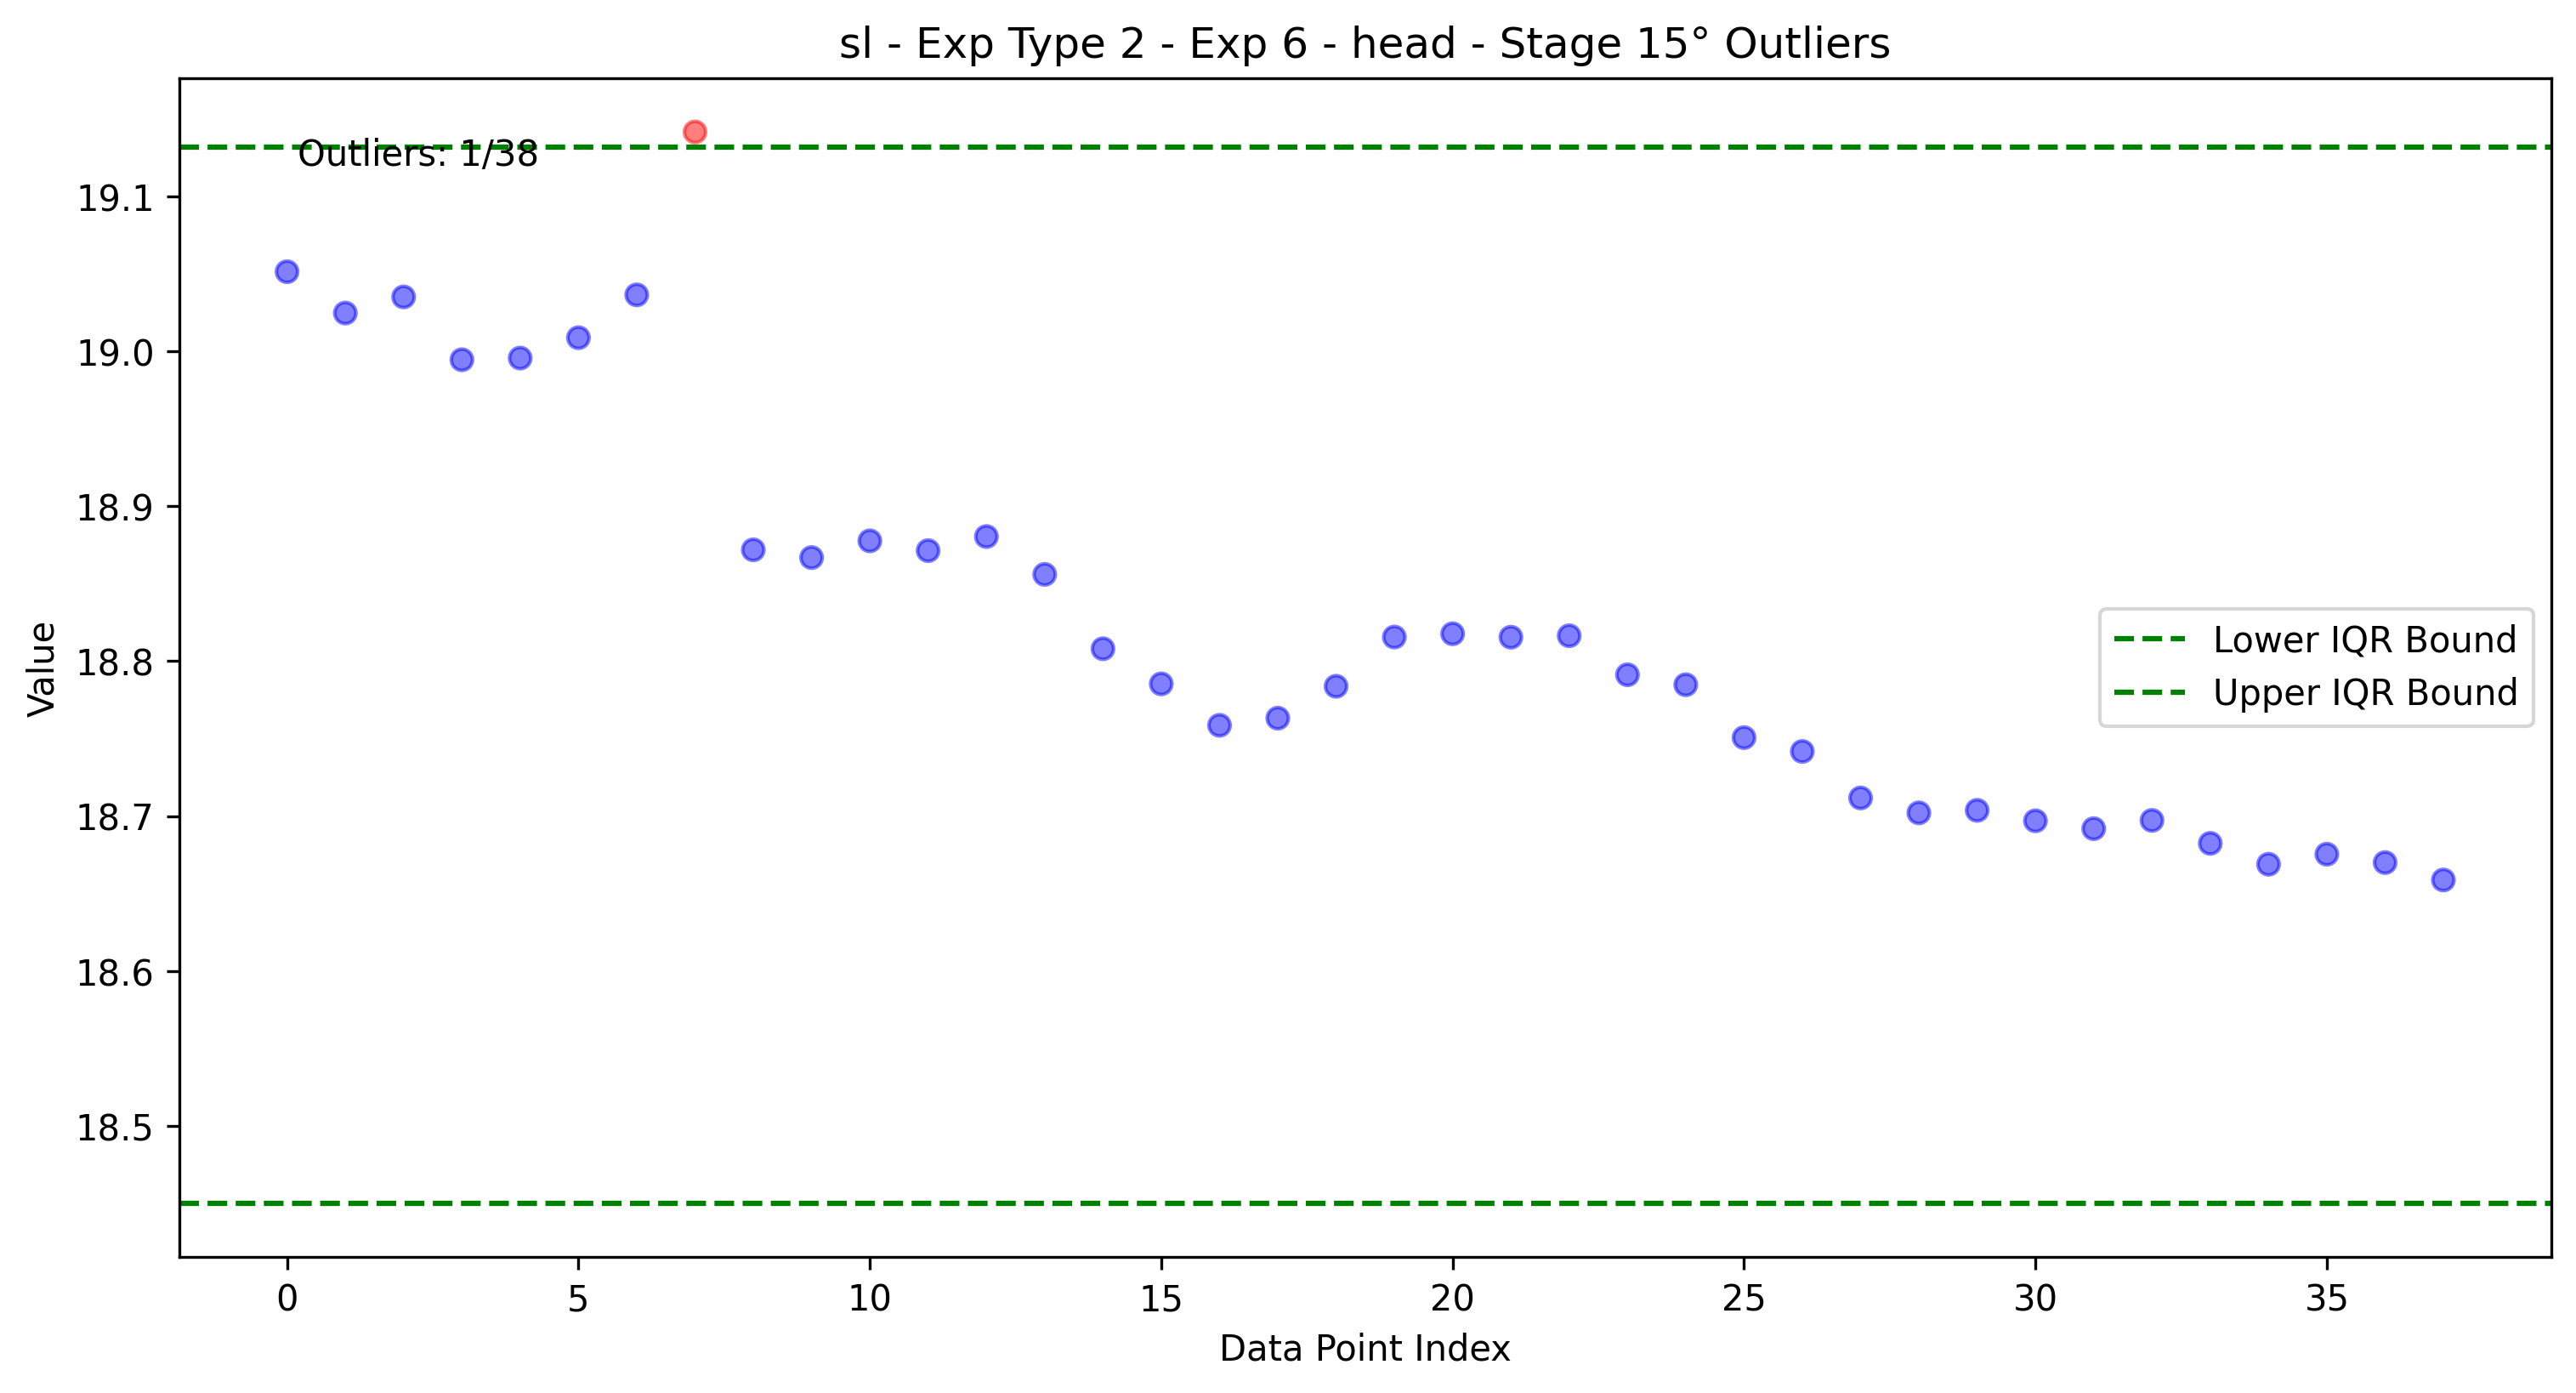 sl - Exp Type 2 - Exp 6 - head - Stage 15° Outliers
Outliers: 1/38
19.1
19.0
18.9
18.8
18.7
18.6
18.5
Value
Lower IQR Bound
Upper IQR Bound
0 5 10 15 20 25 30 35
Data Point Index